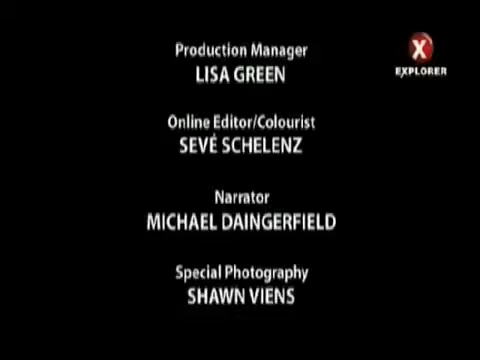 Production Manager
LISA GREEN
X
EXPLORER
Online Editor/Colourist
SEVÉ SCHELENZ
Narrator
MICHAEL DAINGERFIELD
Special Photography
SHAWN VIENS